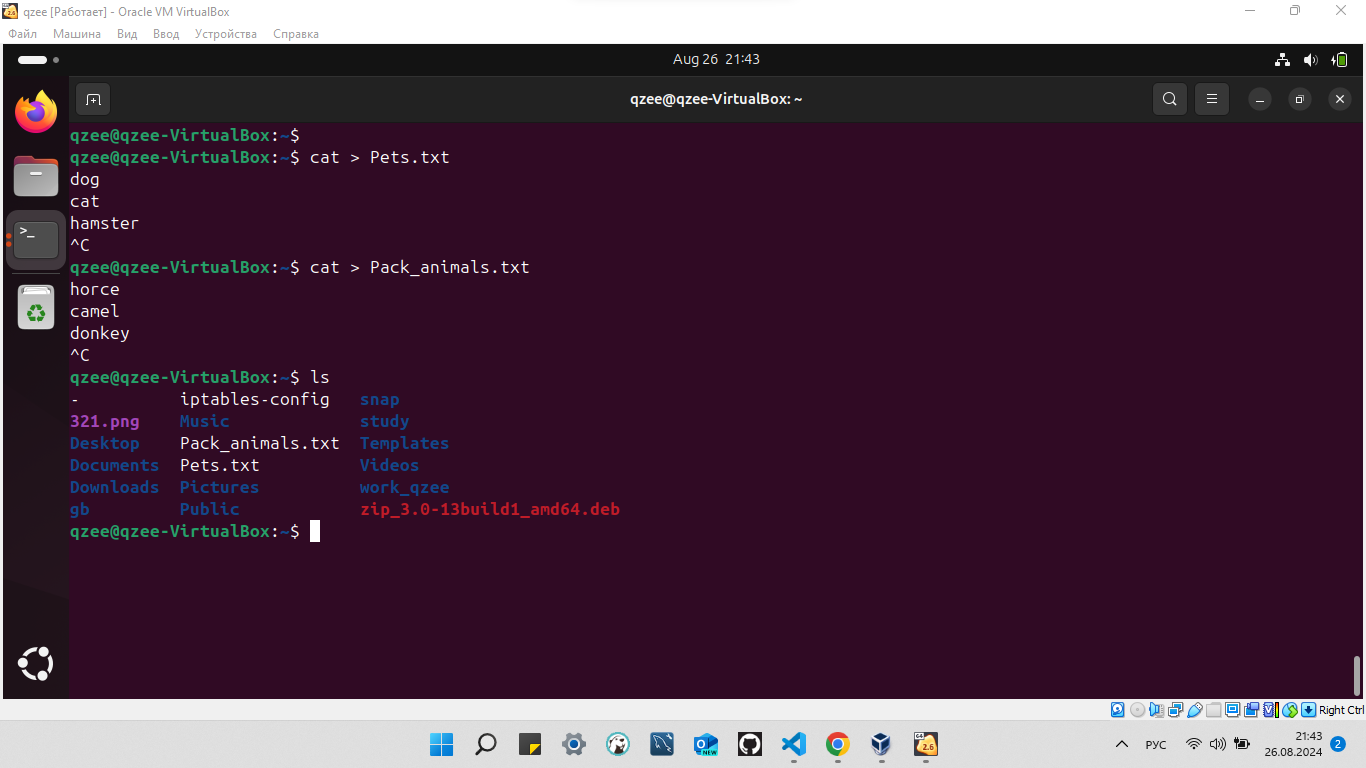 qzee [Работает] - Oracle VM VirtualBox
Файл Машина Вид Ввод Устройства Справка
Aug 26 21:43
qzee@qzee-VirtualBox: ~
qzee@qzee-VirtualBox:~$
qzee@qzee-VirtualBox:~$ cat > Pets.txt
dog
cat
hamster
^C
qzee@qzee-VirtualBox:~$ cat > Pack_animals.txt
horce
camel
donkey
^C
qzee@qzee-VirtualBox:~$ ls
- iptables-config snap
321.png Music study
Desktop Pack_animals.txt Templates
Documents Pets.txt Videos
Downloads Pictures work_qzee
gb Public zip_3.0-13build1_amd64.deb
qzee@qzee-VirtualBox:~$
Right Ctrl
NEW
64
2.6
РУС
21:43
26.08.2024
2